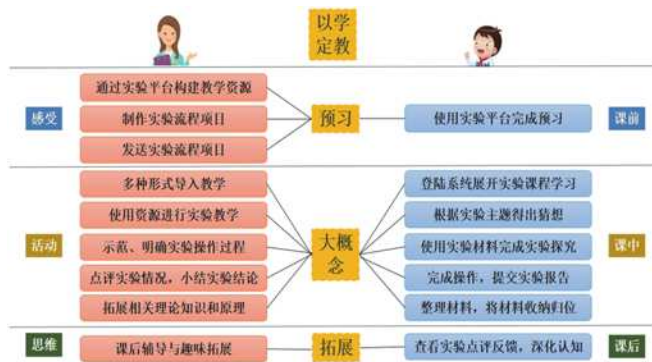 以学
定教
通过实验平台构建教学资源
感受
制作实验流程项目
预习
使用实验平台完成预习
课前
发送实验流程项目
多种形式导入教学
登陆系统展开实验课程学习
使用资源进行实验教学
根据实验主题得出猜想
活动
示范、明确实验操作过程
大概
念
使用实验材料完成实验探究
课中
点评实验情况，小结实验结论
完成操作，提交实验报告
拓展相关理论知识和原理
整理材料，将材料收纳归位
思维
课后辅导与趣味拓展
拓展
查看实验点评反馈，深化认知
课后